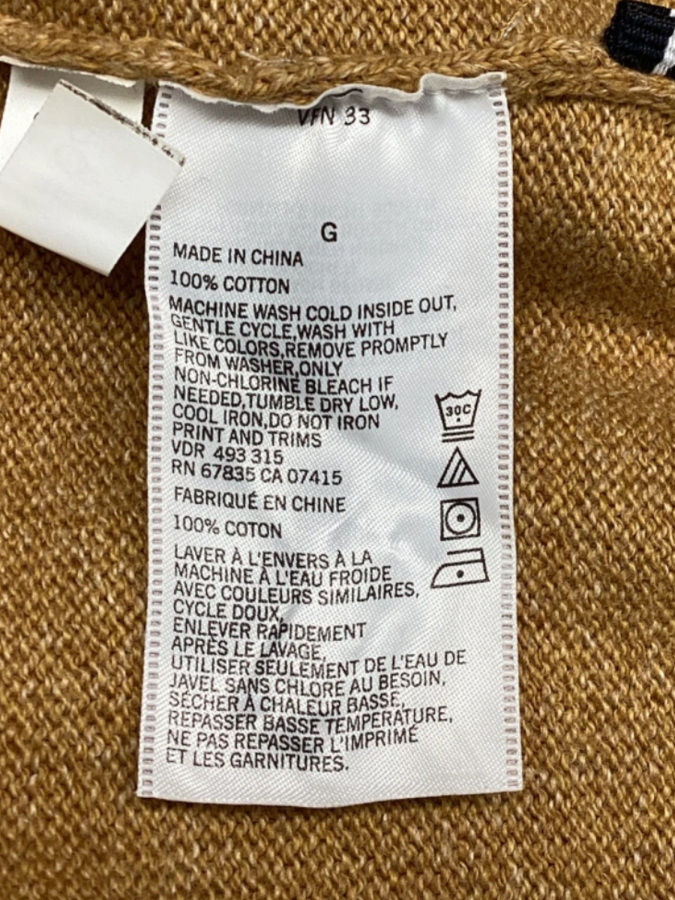 VFN 33
G
MADE IN CHINA
100% COTTON
MACHINE WASH COLD INSIDE OUT,
GENTLE CYCLE,WASH WITH
LIKE COLORS,REMOVE PROMPTLY
FROM WASHER,ONLY
NON-CHLORINE BLEACH IF
NEEDED,TUMBLE DRY LOW,
COOL IRON,DO NOT IRON
PRINT AND TRIMS
VDR 493 315
RN 67835 CA 07415
30C
FABRIQUÉ EN CHINE
100% COTON
LAVER À L'ENVERS À LA
MACHINE À L'EAU FROIDE
AVEC COULEURS SIMILAIRES,
CYCLE DOUX,
ENLEVER RAPIDEMENT
APRÈS LE LAVAGE,
UTILISER SEULEMENT DE L'EAU DE
JAVEL SANS CHLORE AU BESOIN,
SÉCHER À CHALEUR BASSE,
REPASSER BASSE TEMPÉRATURE,
NE PAS REPASSER L'IMPRIMÉ
ET LES GARNITURES.